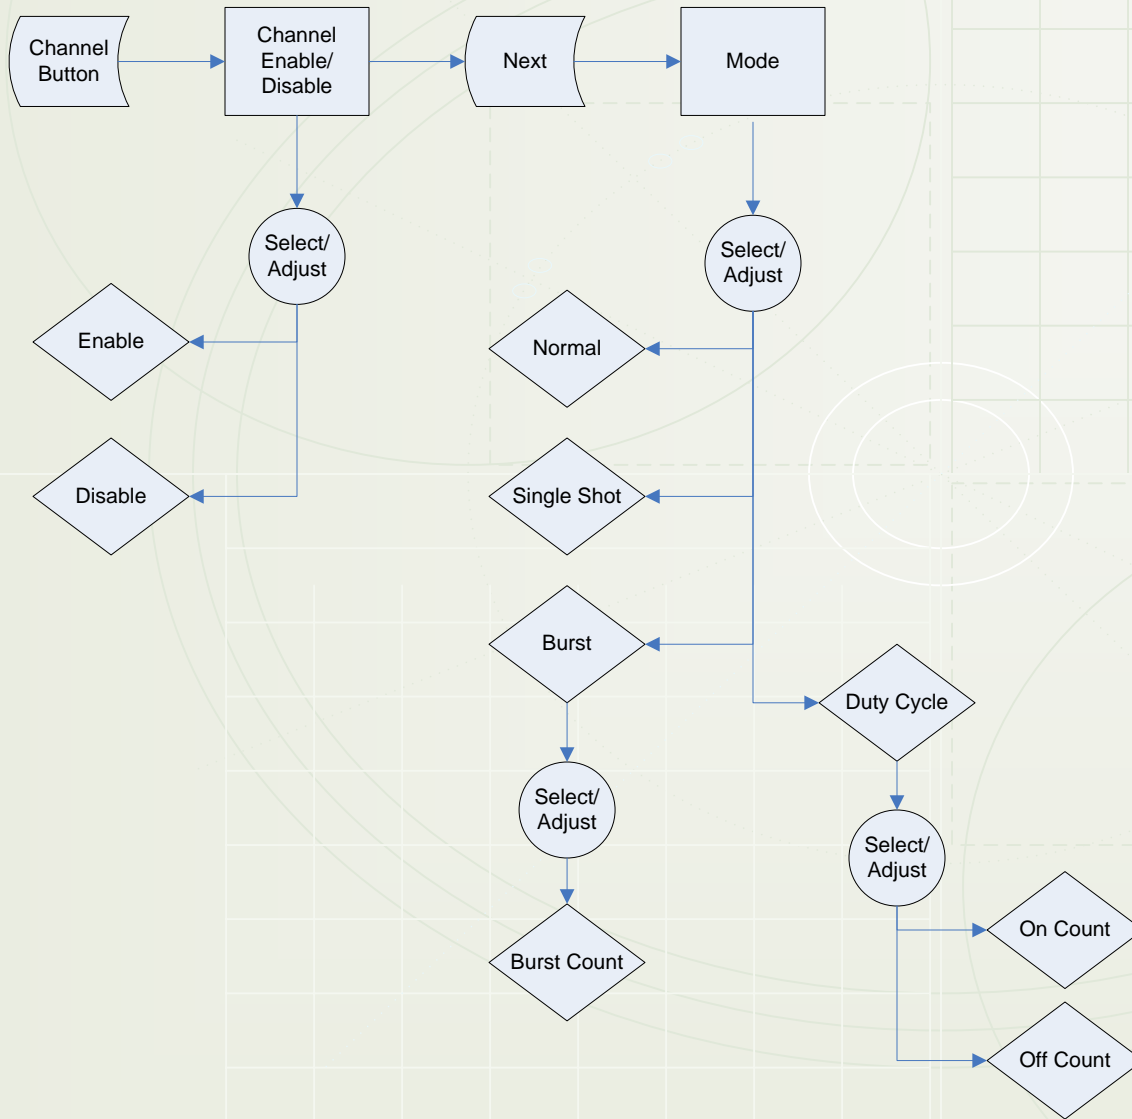 Channel
Button
Channel
Enable/
Disable
Next
Mode
Select/
Adjust
Select/
Adjust
Enable
Normal
Disable
Single Shot
Burst
Duty Cycle
Select/
Adjust
Select/
Adjust
On Count
Burst Count
Off Count